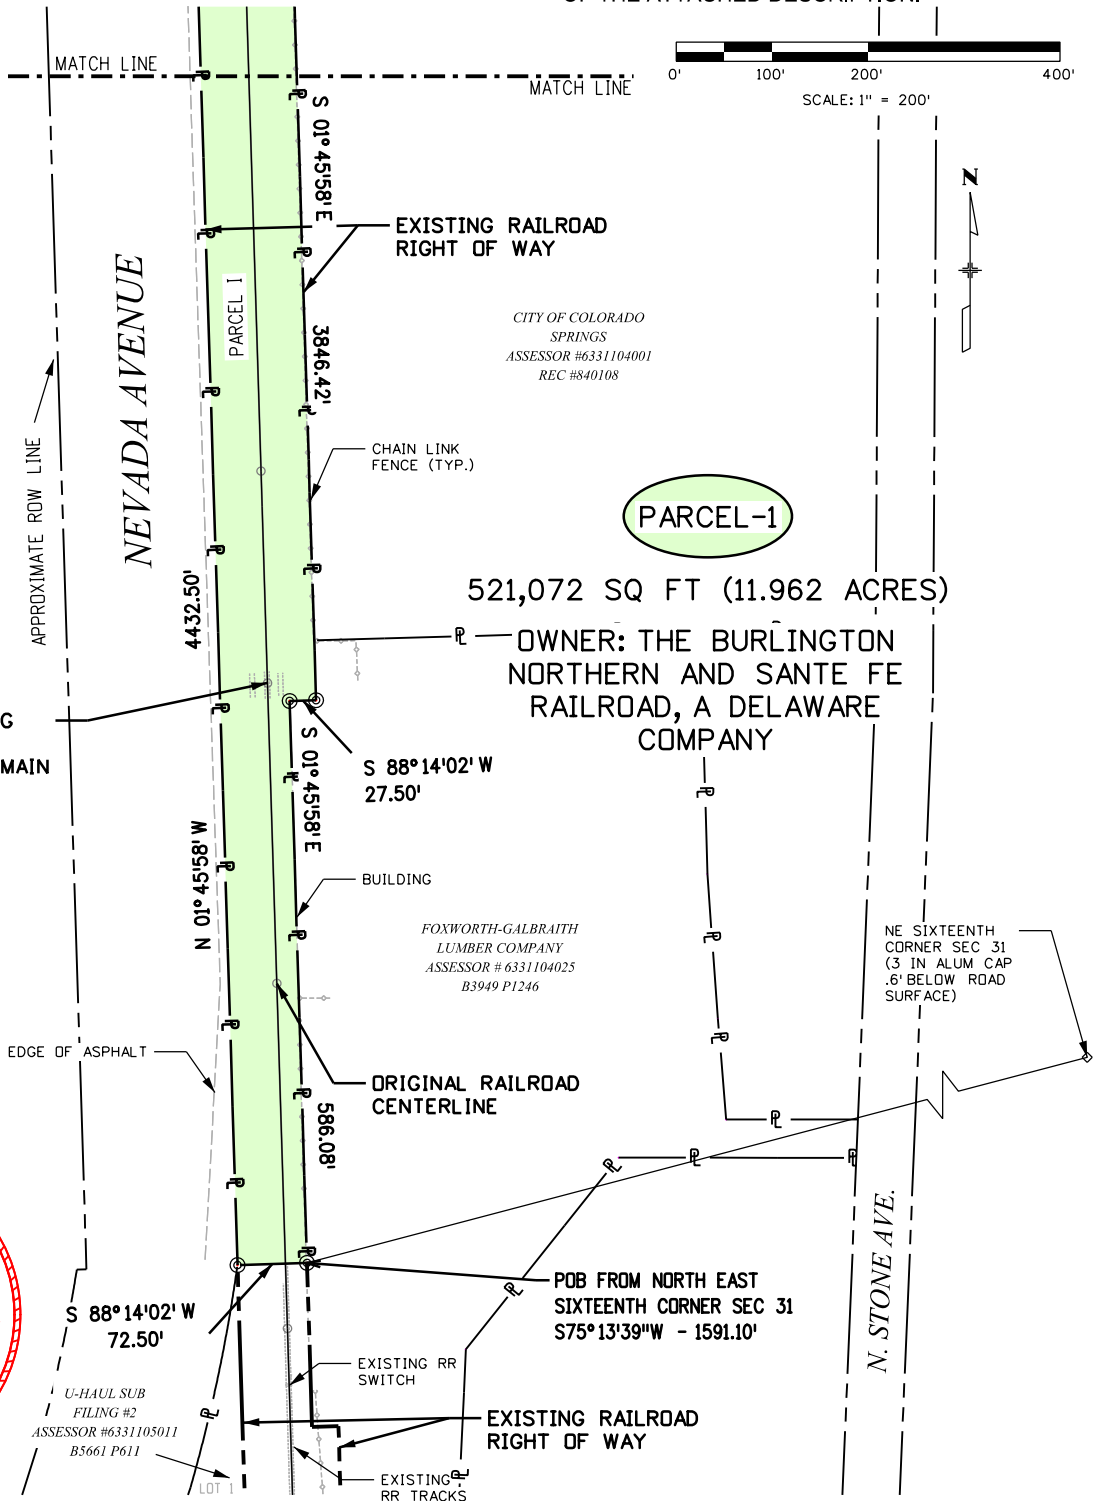 MATCH LINE
MATCH LINE
0' 100' 200' 400'
SCALE: 1" = 200'
N
S 01°45'58" E
EXISTING RAILROAD
RIGHT OF WAY
PARCEL I
NEVADA AVENUE
CITY OF COLORADO
SPRINGS
ASSESSOR #6331104001
REC #840108
3846.42'
APPROXIMATE ROW LINE
CHAIN LINK
FENCE (TYP.)
PARCEL-1
521,072 SQ FT (11.962 ACRES)
OWNER: THE BURLINGTON
NORTHERN AND SANTE FE
RAILROAD, A DELAWARE
COMPANY
4432.50'
G
MAIN
S 88°14'02" W
27.50'
S 01°45'58" E
N 01°45'58" W
BUILDING
FOXWORTH-GALBRAITH
LUMBER COMPANY
ASSESSOR # 6331104025
B3949 P1246
NE SIXTEENTH
CORNER SEC 31
(3 IN ALUM CAP
.6' BELOW ROAD
SURFACE)
EDGE OF ASPHALT
ORIGINAL RAILROAD
CENTERLINE
586.08'
POB FROM NORTH EAST
SIXTEENTH CORNER SEC 31
S75°13'39"W - 1591.10'
N. STONE AVE.
S 88°14'02" W
72.50'
EXISTING RR
SWITCH
U-HAUL SUB
FILING #2
ASSESSOR #6331105011
B5661 P611
EXISTING RAILROAD
RIGHT OF WAY
LOT 1
EXISTING
RR TRACKS